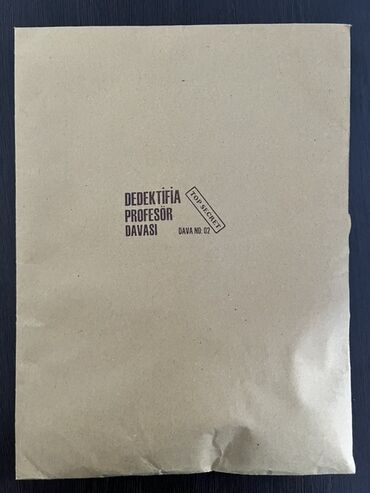 DEDEKTİFİA
PROFESÖR
DAVASI
DAVA NO: 02
TOP SECRET